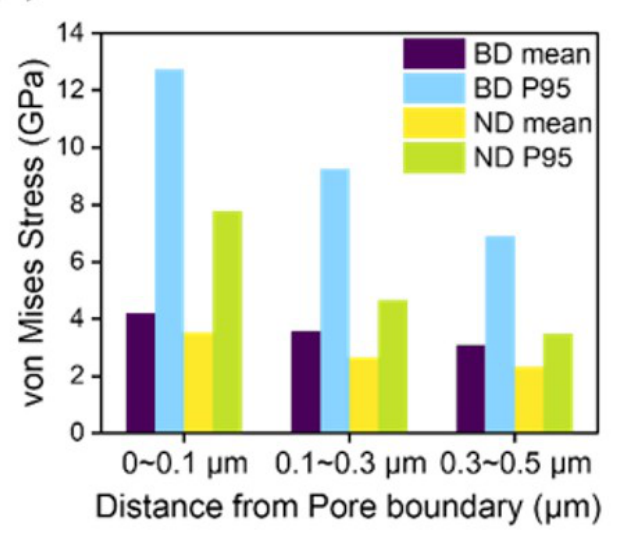 14
12
10
8
6
4
2
0
von Mises Stress (GPa)
BD mean
BD P95
ND mean
ND P95
0~0.1 μm 0.1~0.3 μm 0.3~0.5 μm
Distance from Pore boundary (μm)